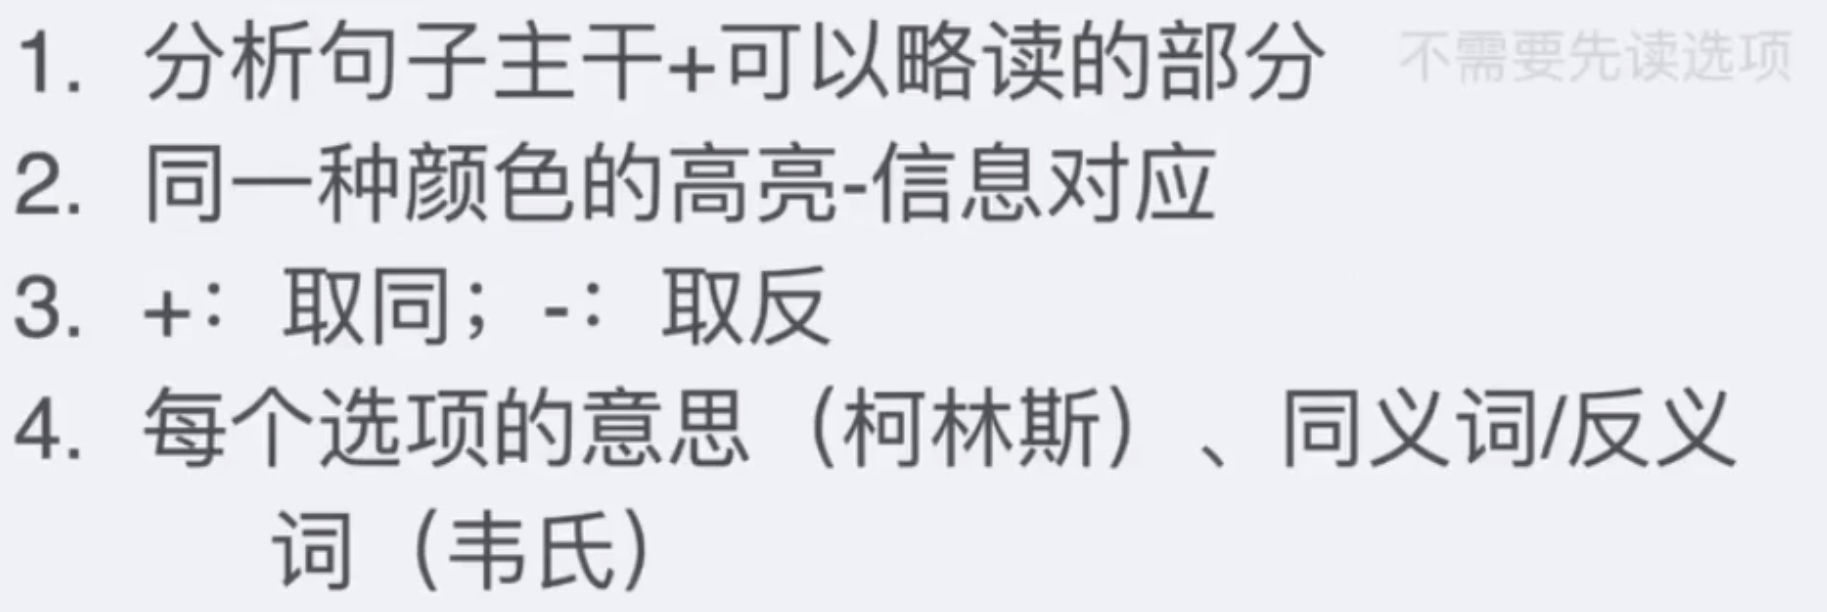 1. 分析句子主干+可以略读的部分 不需要先读选项
2. 同一种颜色的高亮-信息对应
3. +：取同；-：取反
4. 每个选项的意思（柯林斯）、同义词/反义
词（韦氏）